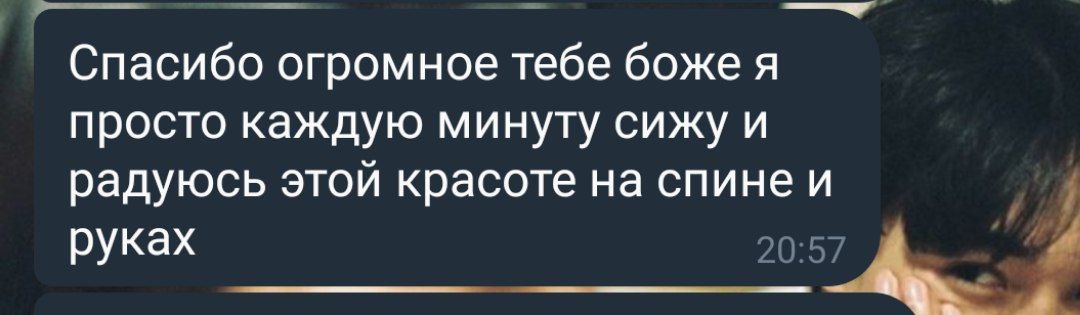 Спасибо огромное тебе боже я
просто каждую минуту сижу и
радуюсь этой красоте на спине и
руках
20:57